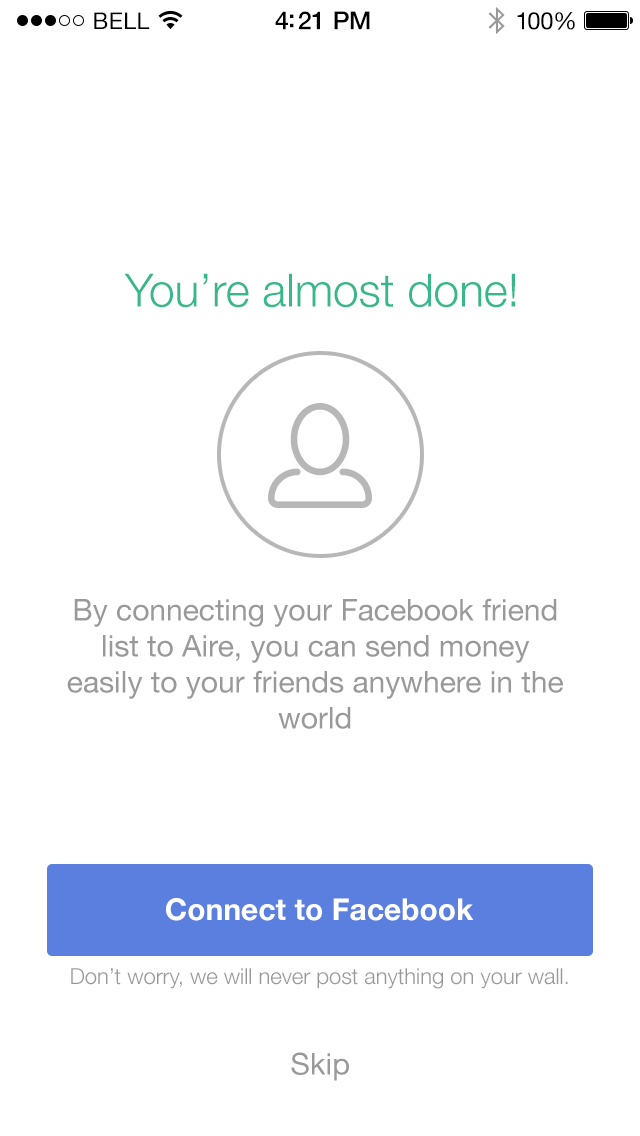 BELL 4:21 PM 100%
You’re almost done!
By connecting your Facebook friend
list to Aire, you can send money
easily to your friends anywhere in the
world
Connect to Facebook
Don’t worry, we will never post anything on your wall.
Skip